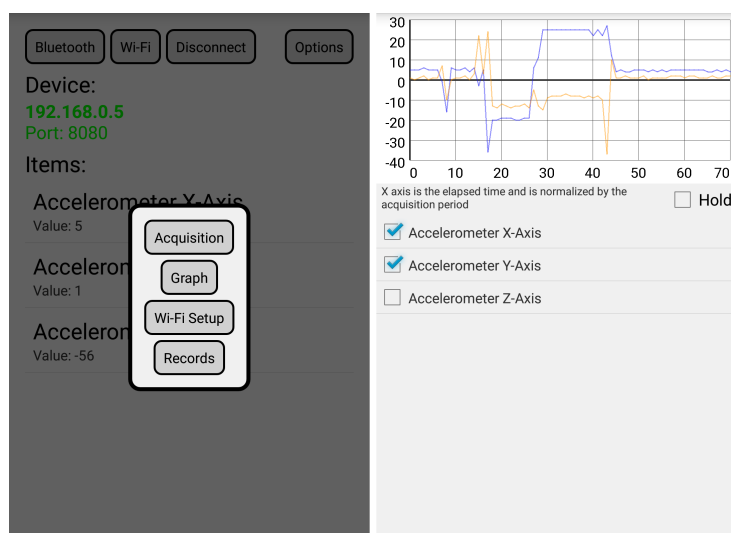 Bluetooth Wi-Fi Disconnect Options
Device:
192.168.0.5
Port: 8080
Items:
Accelerometer X-Axis
Value: 5
Acceleron
Value: 1
Acceleron
Value: -56
Acquisition
Graph
Wi-Fi Setup
Records
30
20
10
0
-10
-20
-30
-40
0 10 20 30 40 50 60 70
X axis is the elapsed time and is normalized by the
acquisition period
Hold
Accelerometer X-Axis
Accelerometer Y-Axis
Accelerometer Z-Axis